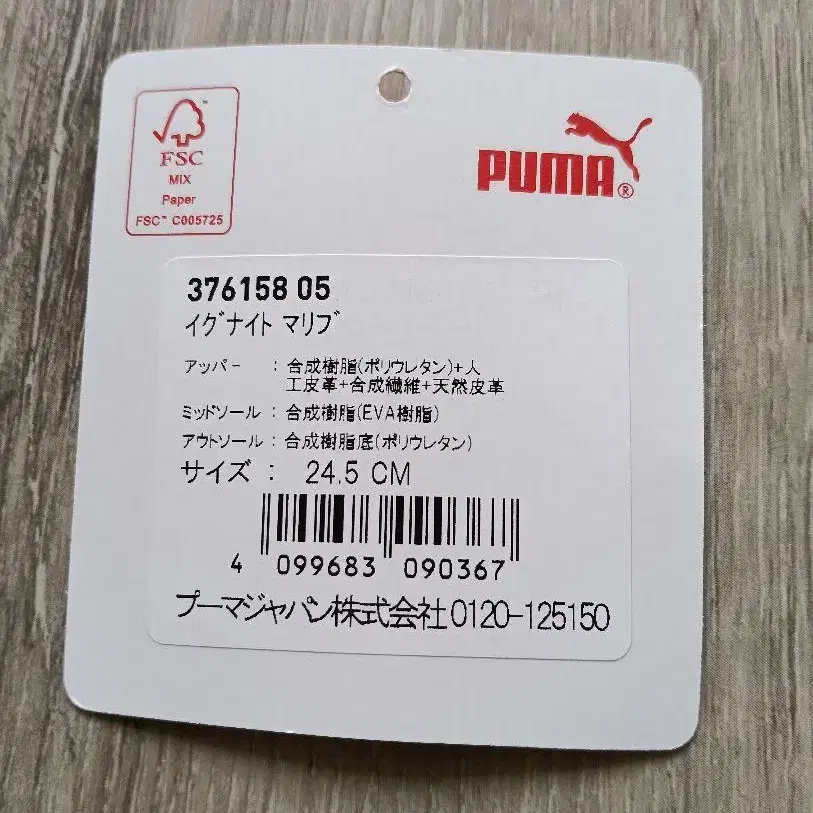 FSC
MIX
Paper
FSC™ C005725
PUMA®
376158 05
イグナイト マリブ
アッパー : 合成樹脂(ポリウレタン)+人
工皮革+合成繊維+天然皮革
ミッドソール : 合成樹脂(EVA樹脂)
アウトソール : 合成樹脂底(ポリウレタン)
サイズ : 24.5 CM
4 099683 090367
プーマジャパン株式会社0120-125150